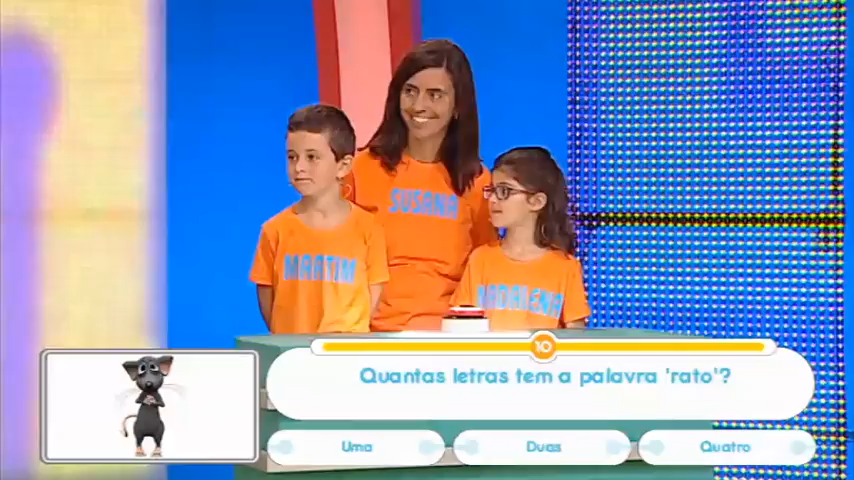 SUSANA
MARTIM
MADALENA
10
Quantas letras tem a palavra 'rato'?
Uma
Duas
Quatro